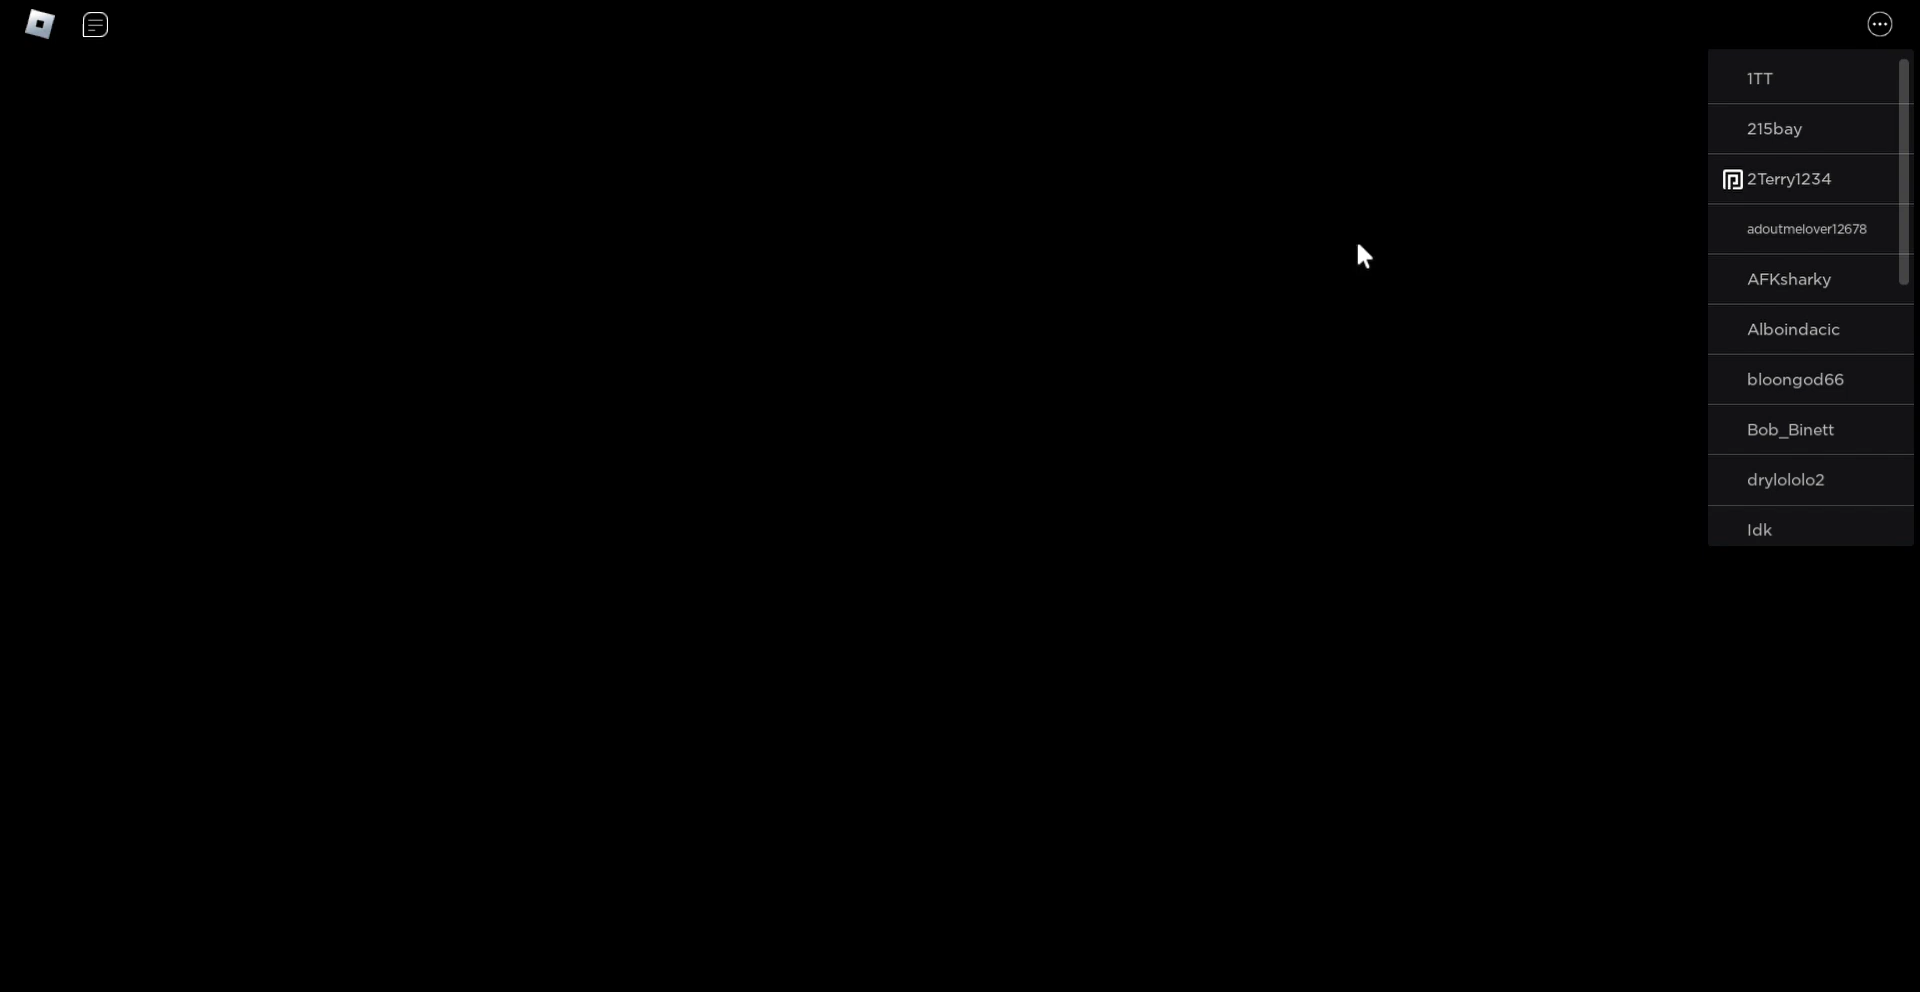 1TT
215bay
2Terry1234
adoutmelover12678
AFKsharky
Alboindacic
bloongod66
Bob_Binett
drylololo2
Idk